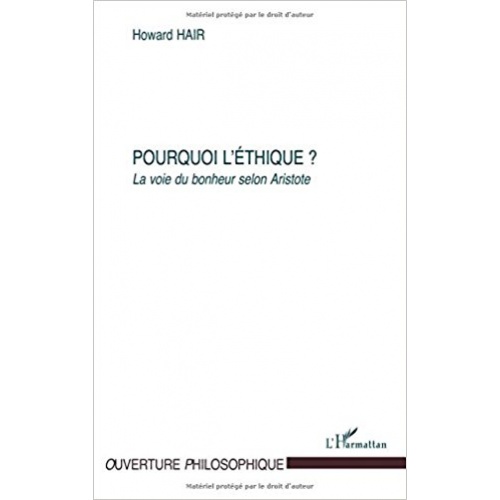 Matériel protégé par le droit d'auteur
Howard HAIR
POURQUOI L'ÉTHIQUE ?
La voie du bonheur selon Aristote
L'Harmattan
OUVERTURE PHILOSOPHIQUE
Matériel protégé par le droit d'auteur